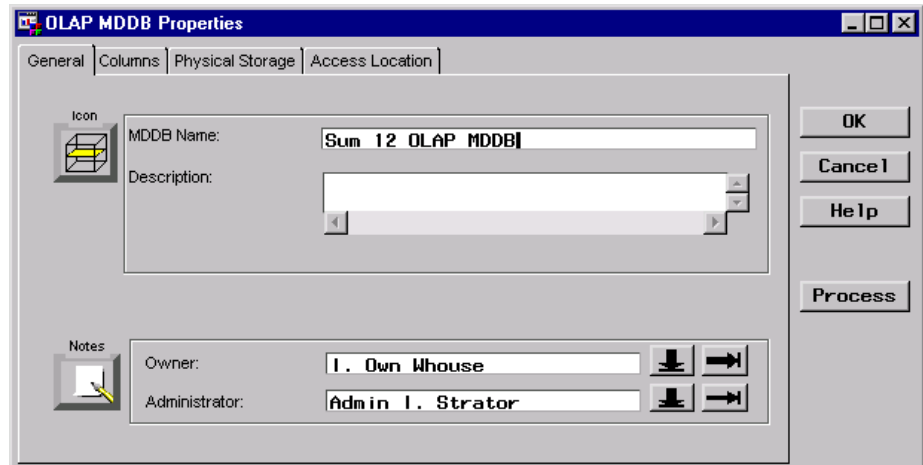 OLAP MDDB Properties
General Columns Physical Storage Access Location
Icon
MDDB Name: Sum 12 OLAP MDDB
Description:
OK
Cancel
Help
Process
Notes
Owner: I. Own Whouse
Administrator: Admin I. Strator